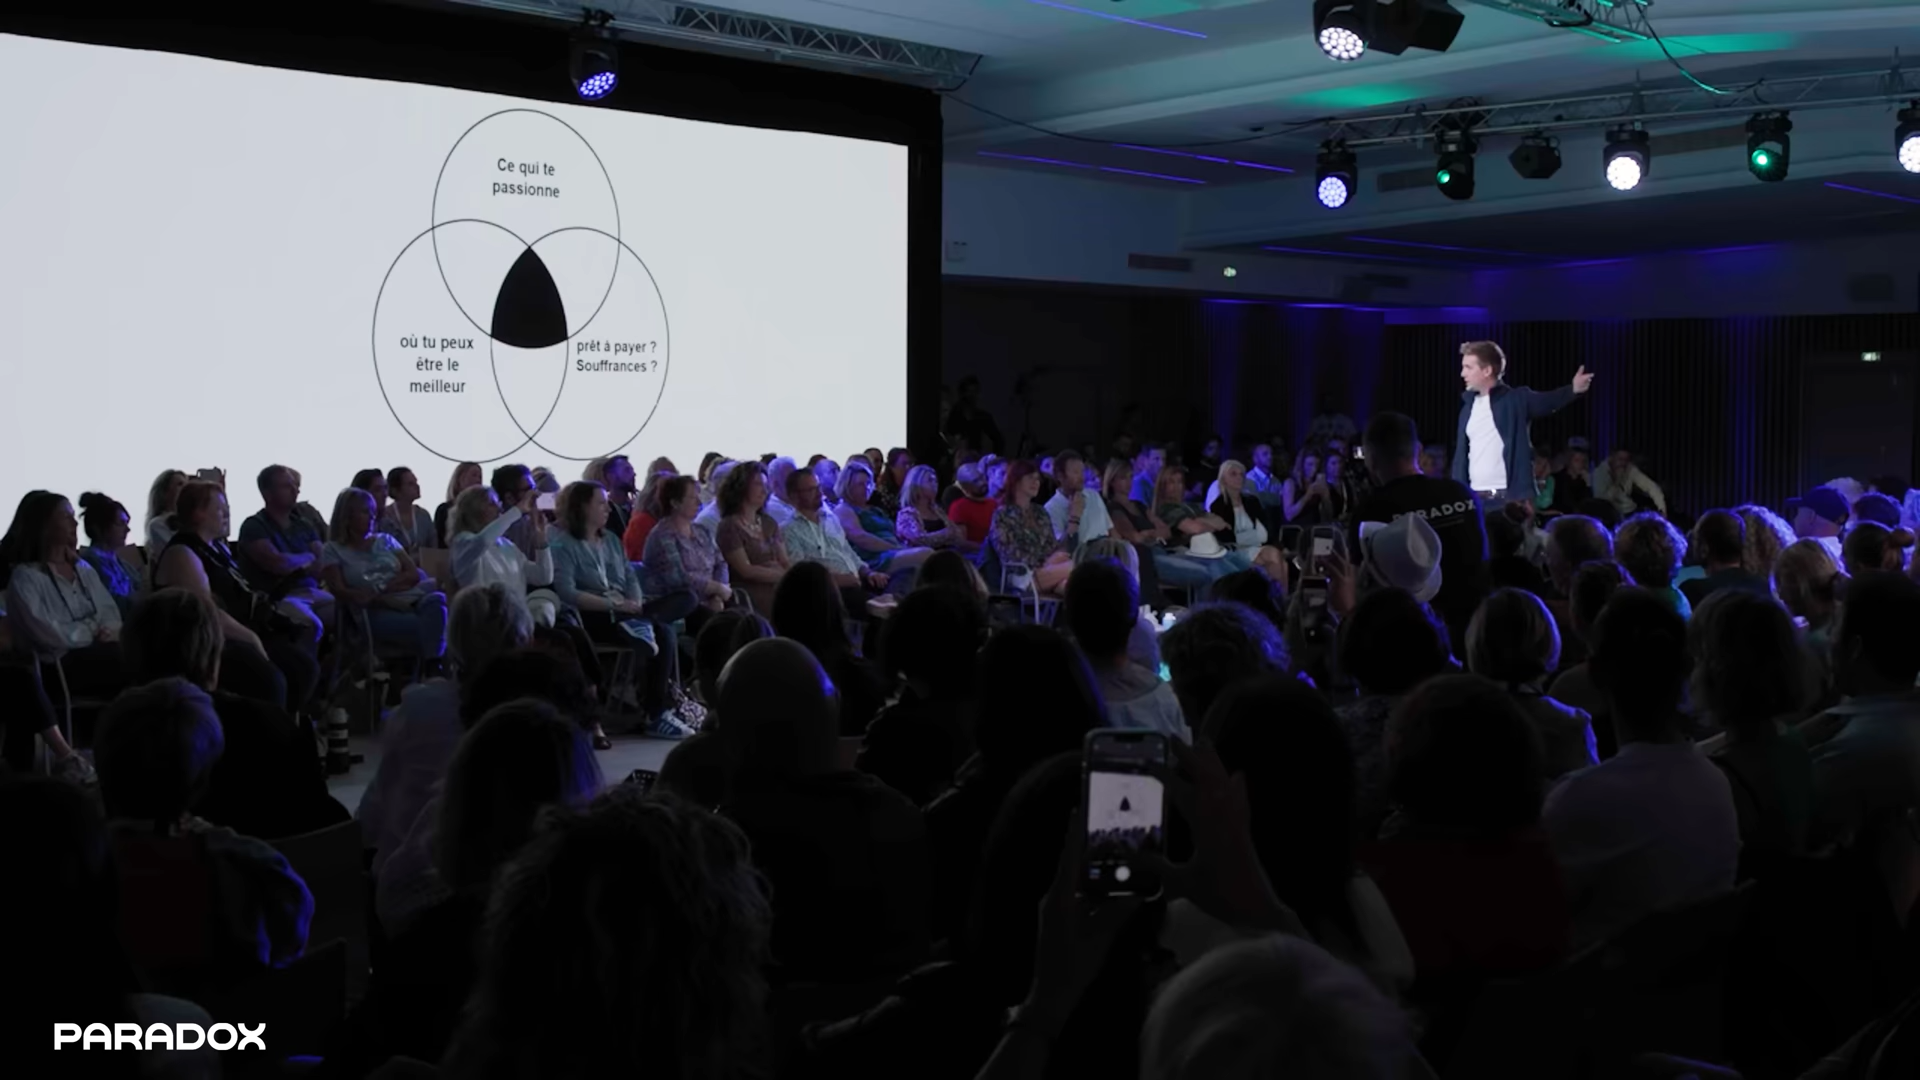 Ce qui te
passionne
où tu peux
être le
meilleur
prêt à payer ?
Souffrances ?
PARADOX
PARADOX